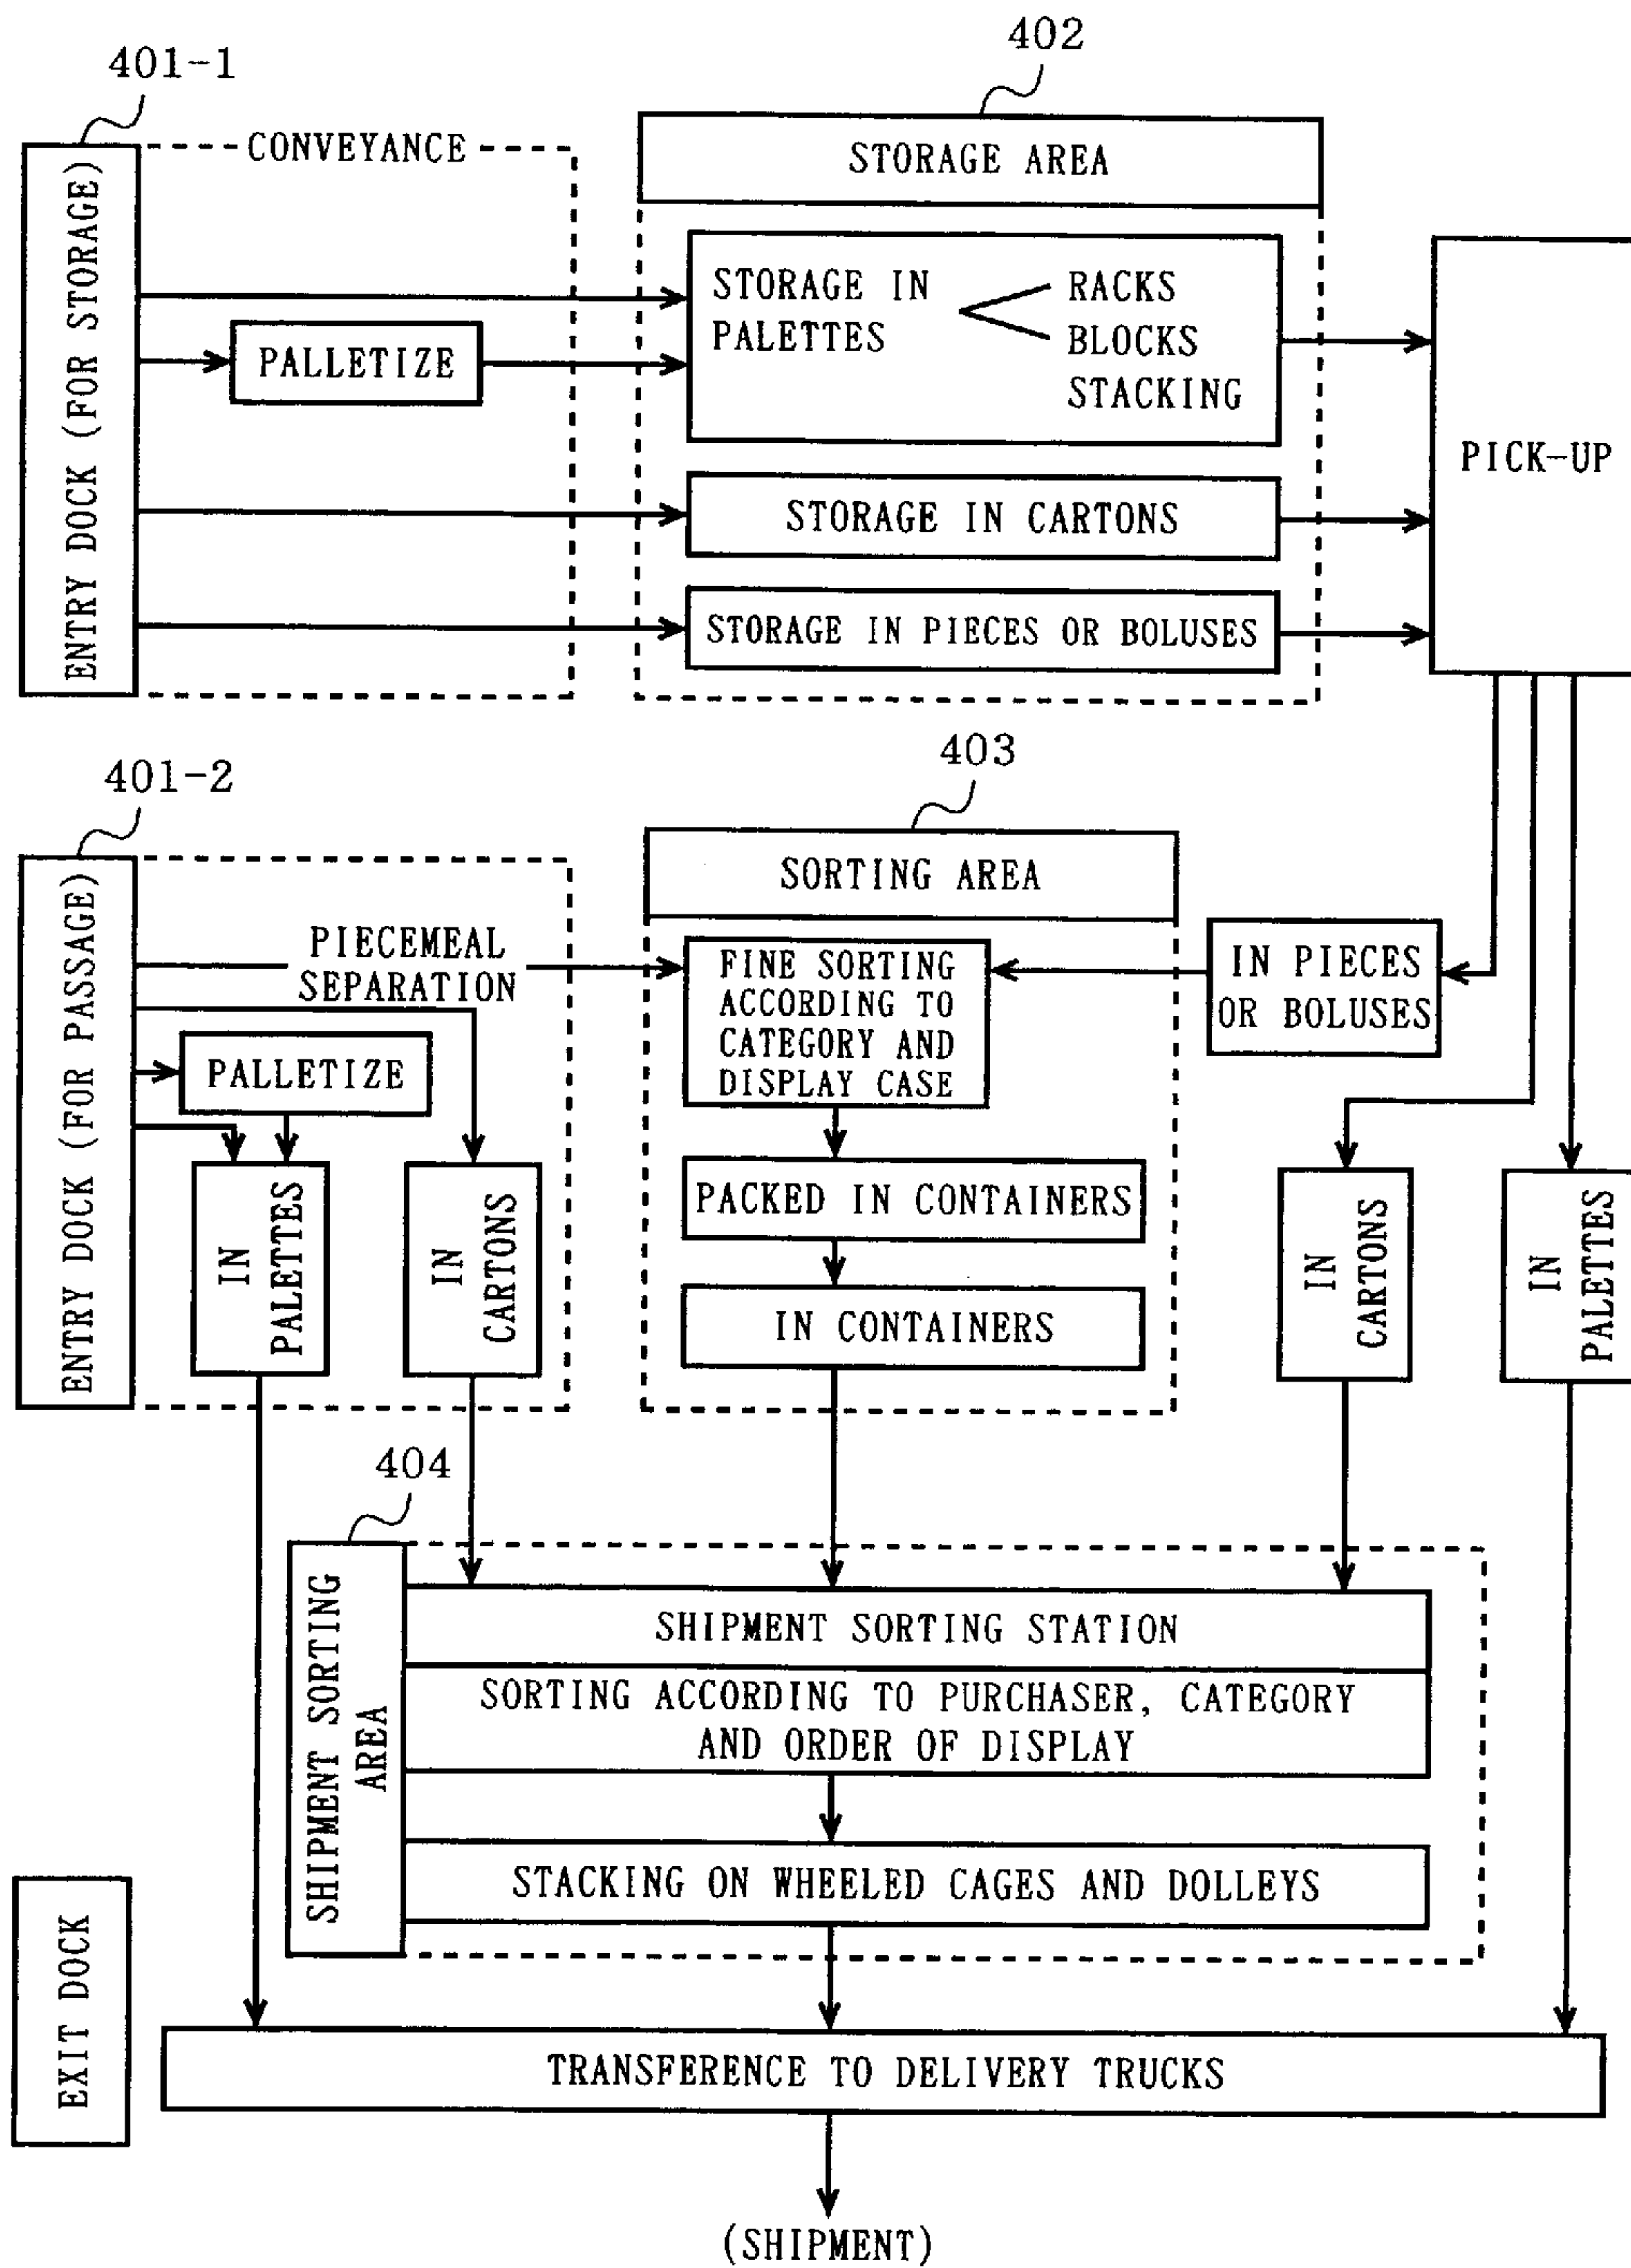 402
401-1
CONVEYANCE
STORAGE AREA
ENTRY DOCK (FOR STORAGE)
STORAGE IN
PALETTES
RACKS
BLOCKS
STACKING
PALLETIZE
PICK-UP
STORAGE IN CARTONS
STORAGE IN PIECES OR BOLUSES
403
401-2
SORTING AREA
ENTRY DOCK (FOR PASSAGE)
PIECEMEAL
SEPARATION
FINE SORTING
ACCORDING TO
CATEGORY AND
DISPLAY CASE
IN PIECES
OR BOLUSES
PALLETIZE
IN
PALETTES
IN
CARTONS
PACKED IN CONTAINERS
IN CONTAINERS
IN
CARTONS
IN
PALETTES
404
SHIPMENT SORTING
AREA
SHIPMENT SORTING STATION
SORTING ACCORDING TO PURCHASER, CATEGORY
AND ORDER OF DISPLAY
STACKING ON WHEELED CAGES AND DOLLEYS
EXIT DOCK
TRANSFERENCE TO DELIVERY TRUCKS
(SHIPMENT)